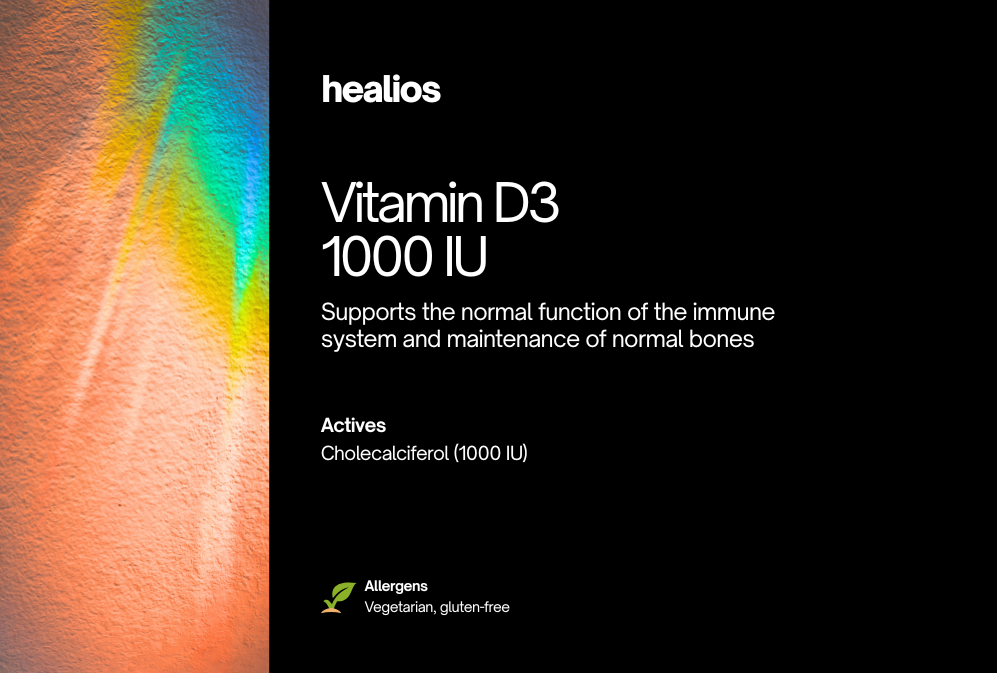 healios
Vitamin D3
1000 IU
Supports the normal function of the immune
system and maintenance of normal bones
Actives
Cholecalciferol (1000 IU)
Allergens
Vegetarian, gluten-free